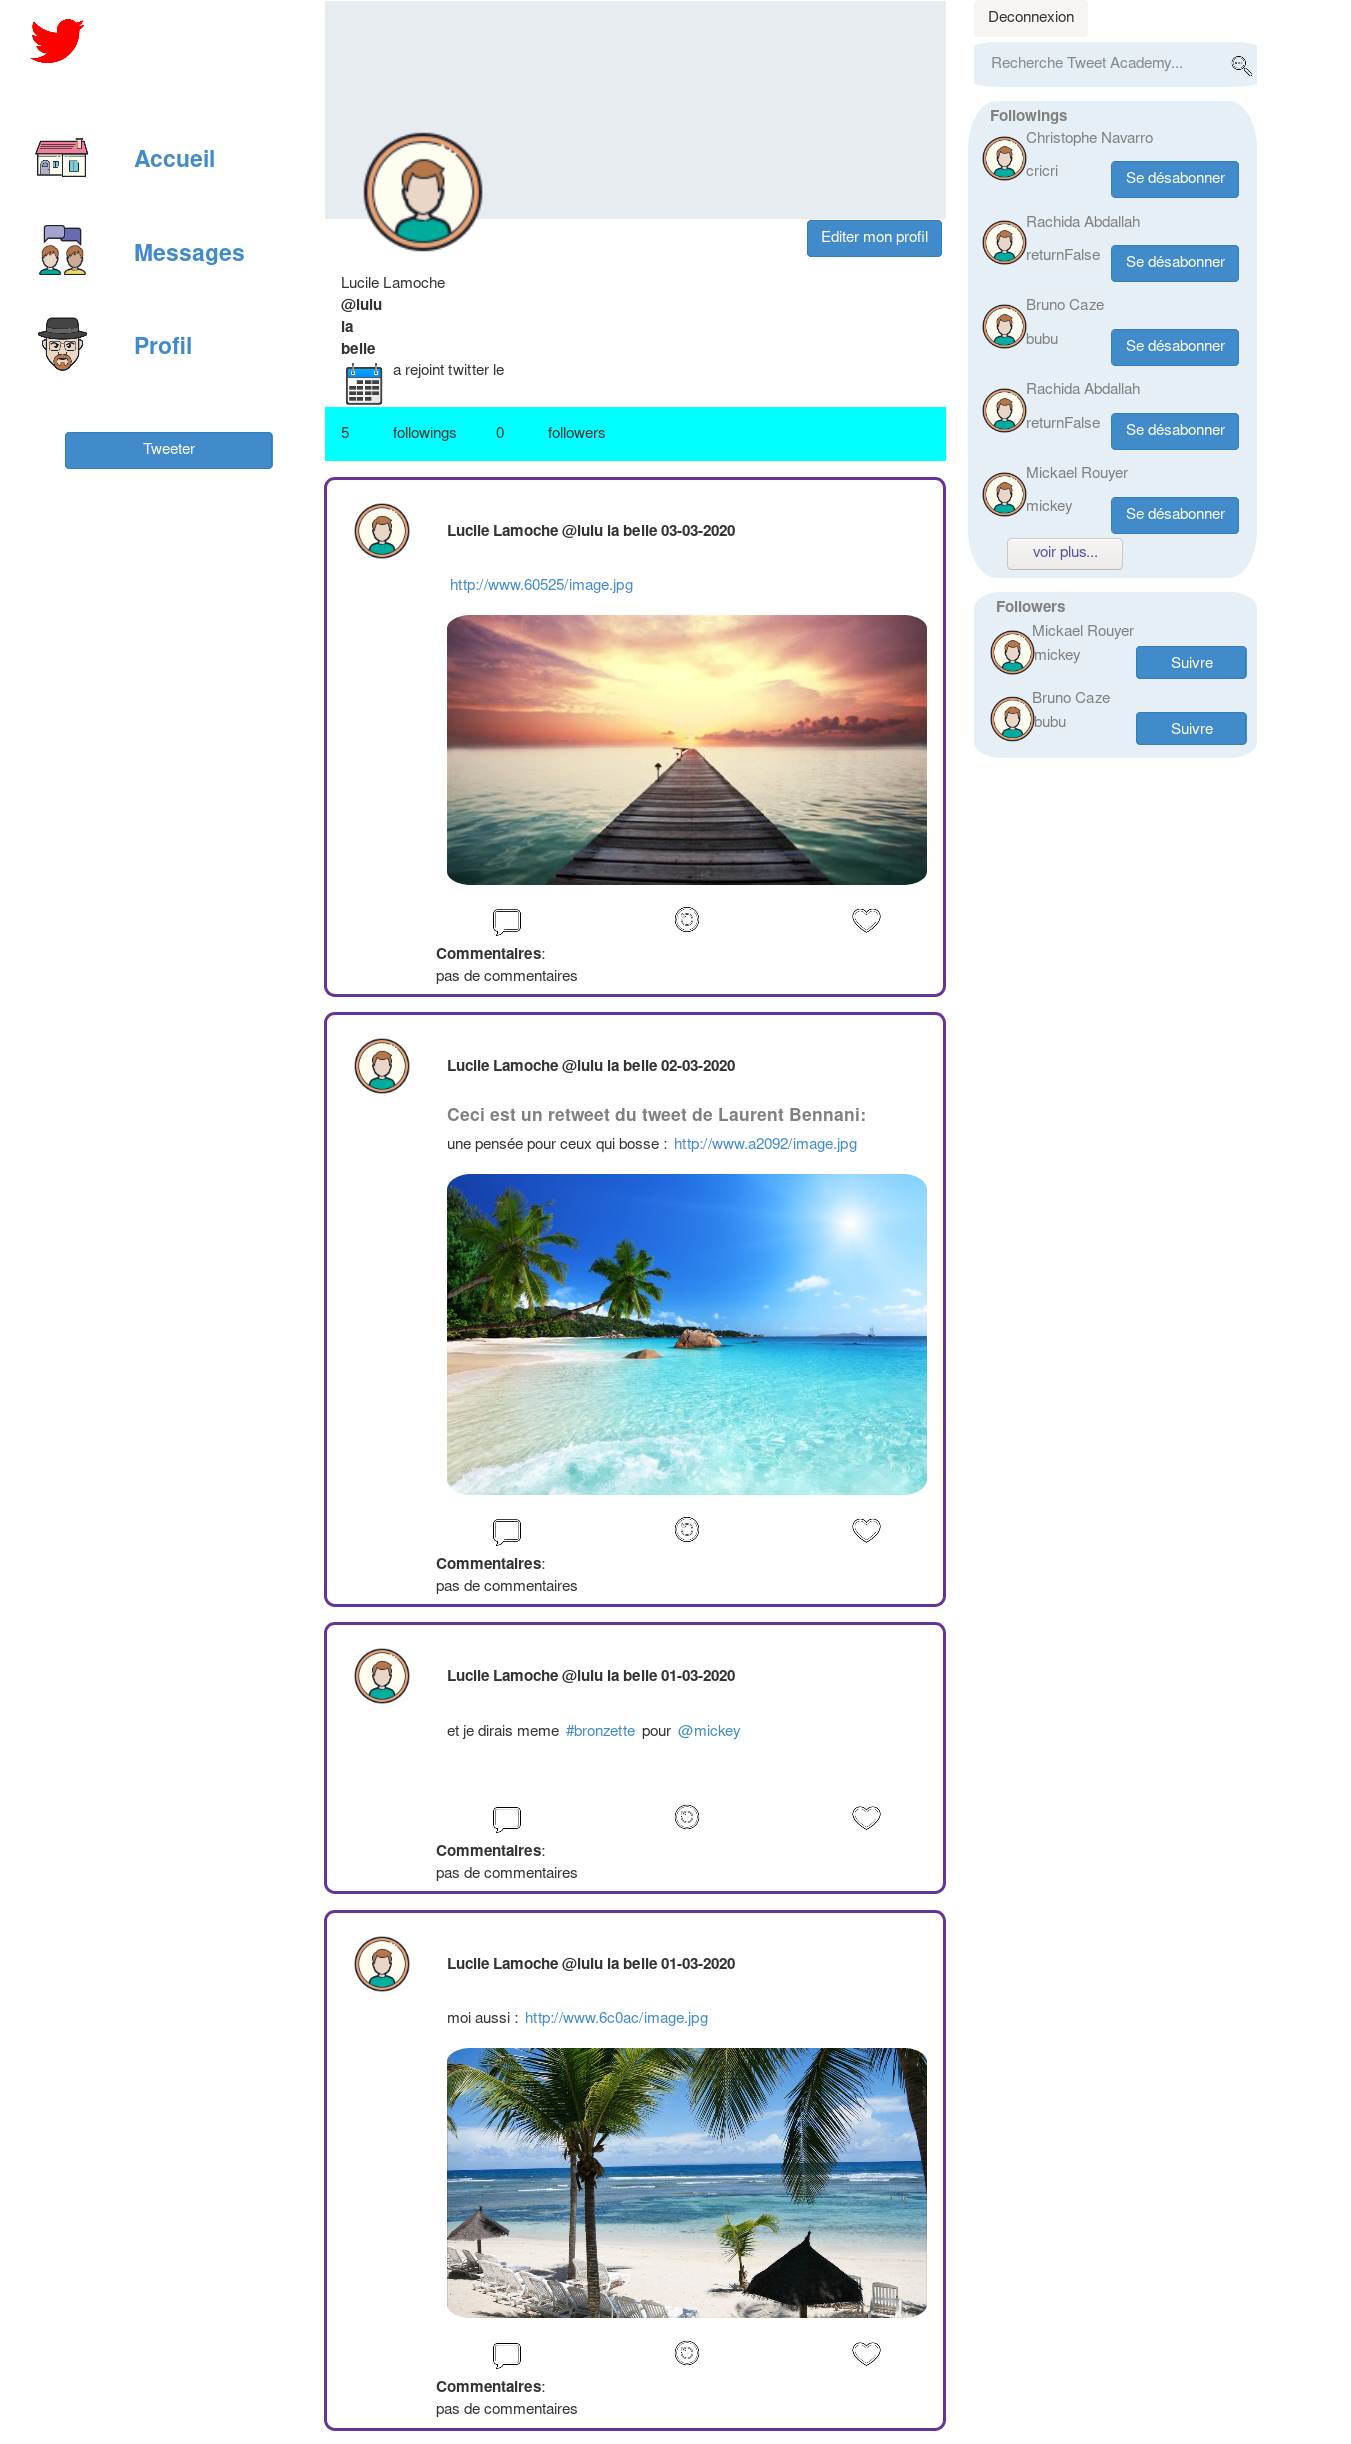 Accueil
Messages
Profil
Tweeter
Editer mon profil
Lucile Lamoche
@lulu
la
belle
a rejoint twitter le
5 followings 0 followers
Lucile Lamoche @lulu la belle 03-03-2020
http://www.60525/image.jpg
Commentaires:
pas de commentaires
Lucile Lamoche @lulu la belle 02-03-2020
Ceci est un retweet du tweet de Laurent Bennani:
une pensée pour ceux qui bosse : http://www.a2092/image.jpg
Commentaires:
pas de commentaires
Lucile Lamoche @lulu la belle 01-03-2020
et je dirais meme #bronzette pour @mickey
Commentaires:
pas de commentaires
Lucile Lamoche @lulu la belle 01-03-2020
moi aussi : http://www.6c0ac/image.jpg
Commentaires:
pas de commentaires
Deconnexion
Recherche Tweet Academy...
Followings
Christophe Navarro
cricri Se désabonner
Rachida Abdallah
returnFalse Se désabonner
Bruno Caze
bubu Se désabonner
Rachida Abdallah
returnFalse Se désabonner
Mickael Rouyer
mickey Se désabonner
voir plus...
Followers
Mickael Rouyer
mickey Suivre
Bruno Caze
bubu Suivre